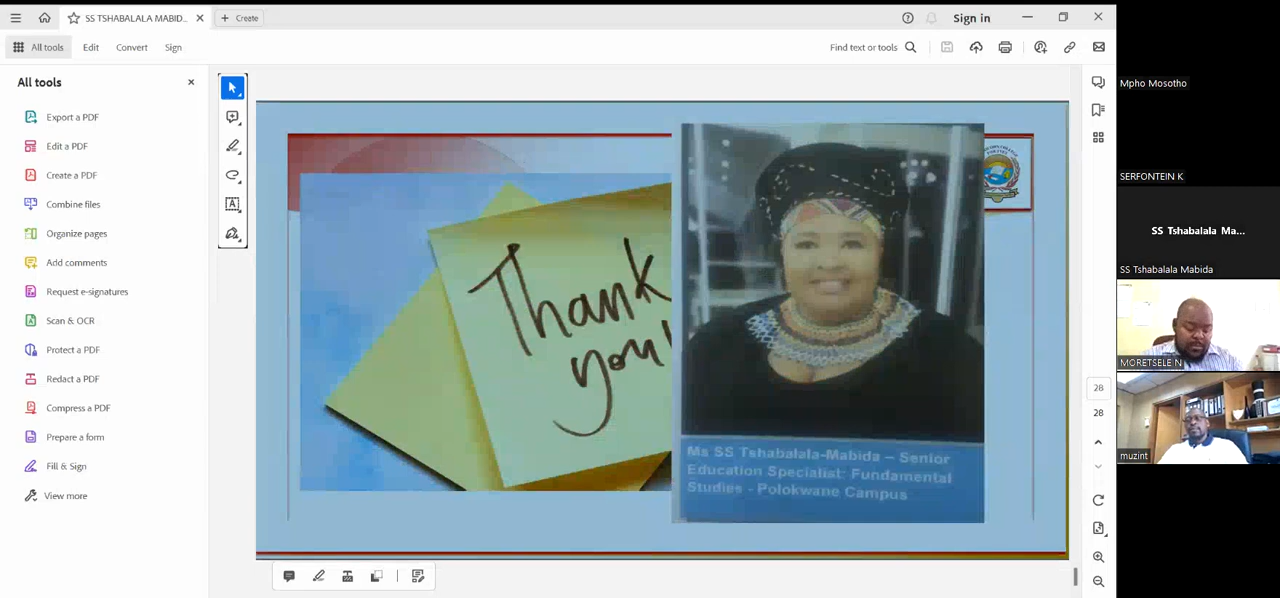 SS TSHABALALA MABID...
Create
Sign in
All tools
Edit
Convert
Sign
Find text or tools
All tools
Export a PDF
Edit a PDF
Create a PDF
Combine files
Organize pages
Add comments
Request e-signatures
Scan & OCR
Protect a PDF
Redact a PDF
Compress a PDF
Prepare a form
Fill & Sign
View more
Thank
you!
Ms SS Tshabalala-Mabida – Senior
Education Specialist: Fundamental
Studies - Polokwane Campus
28
28
Mpho Mosotho
SERFONTEIN K
SS Tshabalala Ma...
SS Tshabalala Mabida
MORETSELE N
muzint